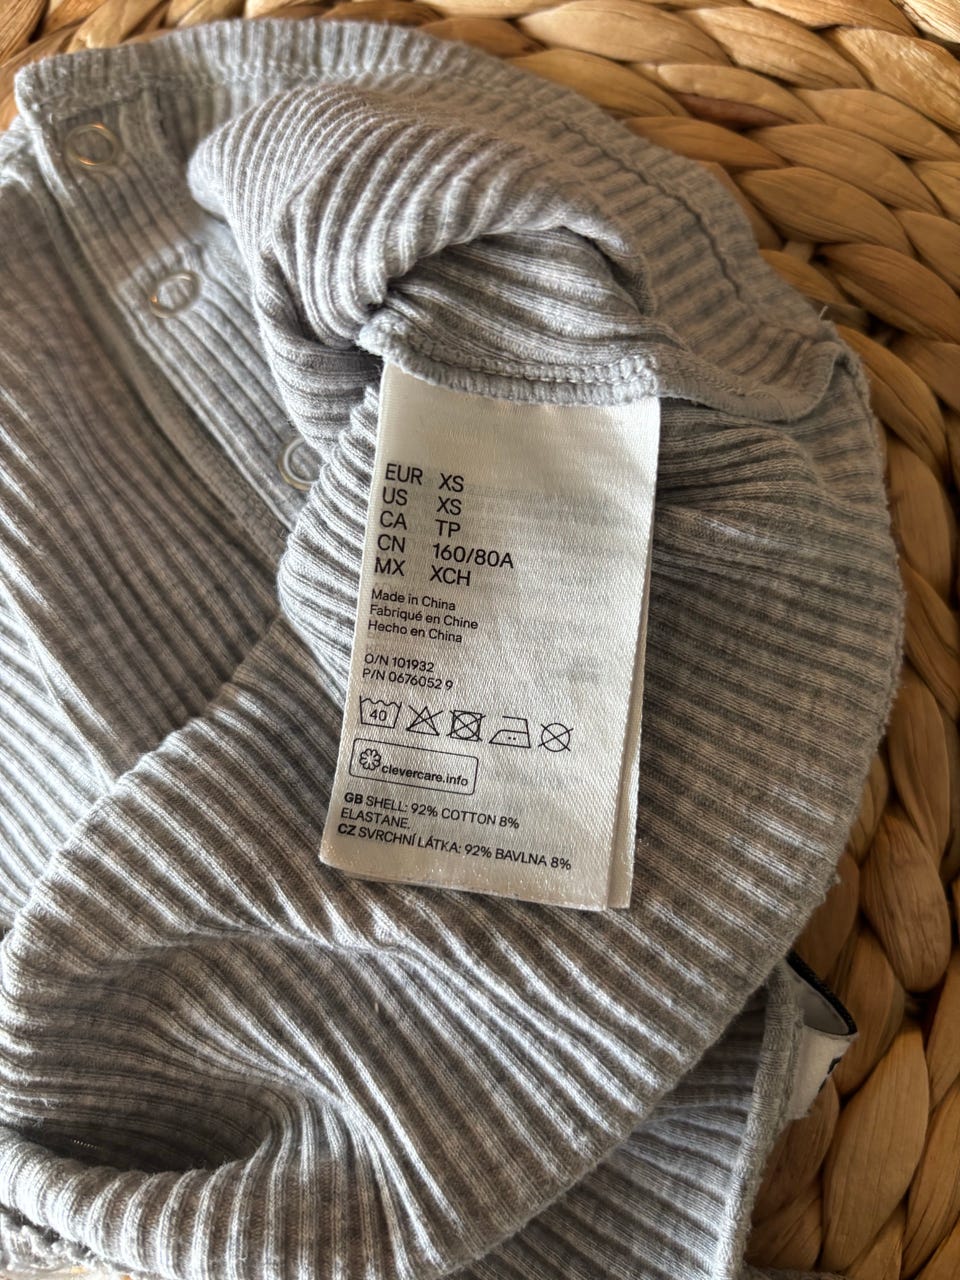 EUR XS
US XS
CA TP
CN 160/80A
MX XCH
Made in China
Fabriqué en Chine
Hecho en China
O/N 101932
P/N 0676052 9
40
clevercare.info
GB SHELL: 92% COTTON 8%
ELASTANE.
CZ SVRCHNÍ LÁTKA: 92% BAVLNA 8%